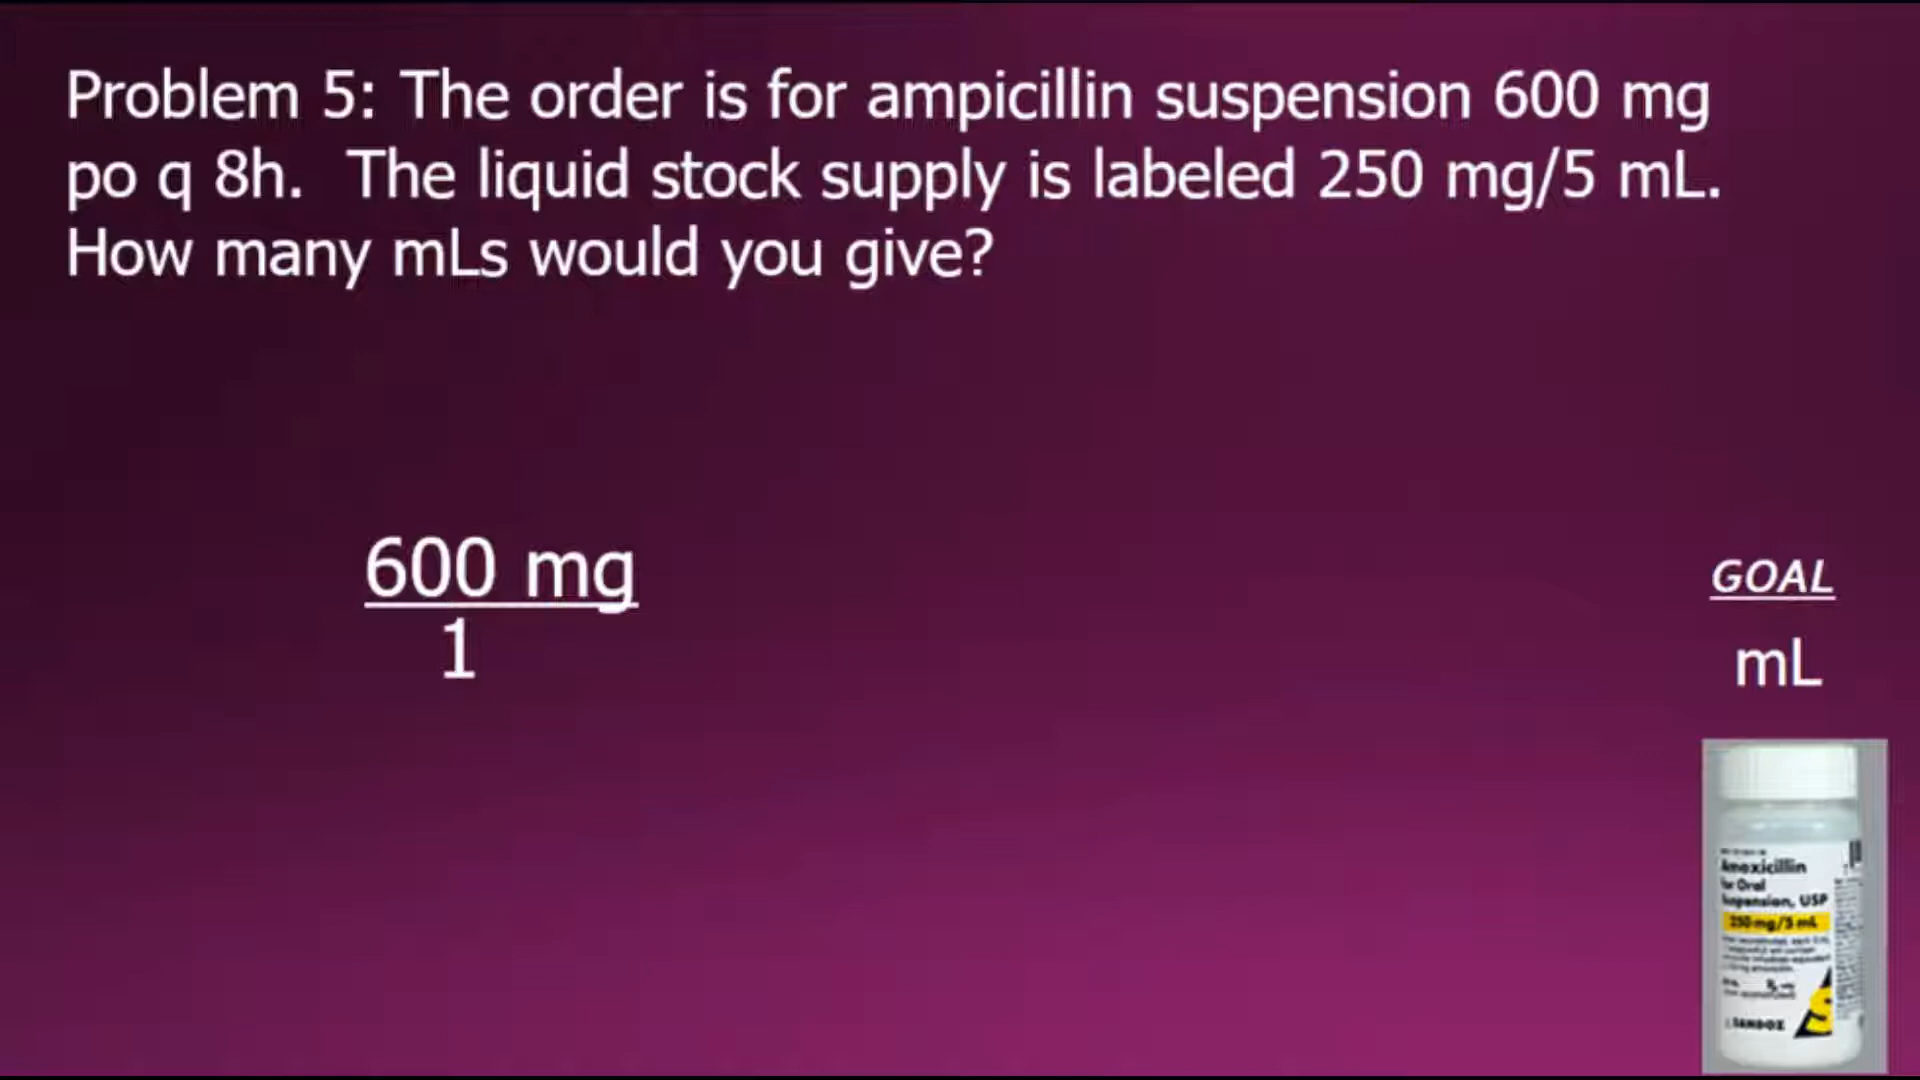 Problem 5: The order is for ampicillin suspension 600 mg
po q 8h. The liquid stock supply is labeled 250 mg/5 mL.
How many mLs would you give?
600 mg
1
GOAL
mL
Amoxicillin
for Oral
Suspension, USP
250 mg/5 mL
SANDOZ